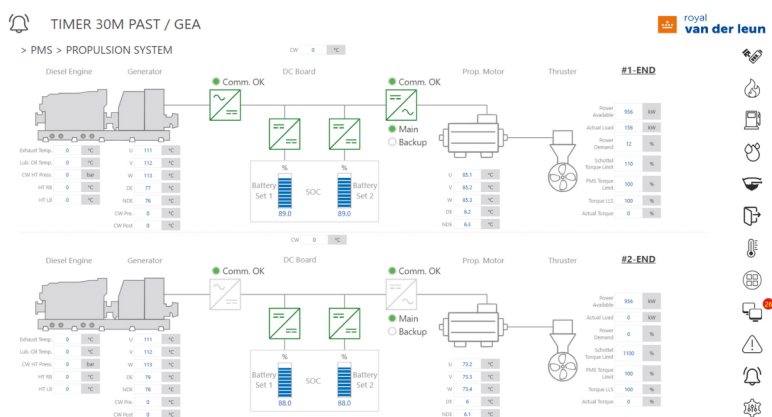 TIMER 30M PAST / GEA
royal
van der leun
> PMS > PROPULSION SYSTEM
CW 0 °C
Diesel Engine Generator DC Board Prop. Motor Thruster #1-END
Comm. OK Comm. OK
Main
Backup
Power Available 956 kW
Actual Load 156 kW
Power Demand 12 %
Schottel Torque Limit 110 %
PMS Torque Limit 100 %
Torque LLS 100 %
Actual Torque 0 %
Exhaust Temp. 0 °C
Lub. Oil Temp. 0 °C
CW HT Press. 0 bar
HT RB 0 °C
HT LB 0 °C
U 111 °C
V 112 °C
W 113 °C
DE 77 °C
NDE 76 °C
CW Pre. 0 °C
CW Post 0 °C
% %
Battery Set 1 SOC Battery Set 2
89.0 89.0
U 85.1 °C
V 85.2 °C
W 85.3 °C
DE 6.2 °C
NDE 6.3 °C
CW 0 °C
Diesel Engine Generator DC Board Prop. Motor Thruster #2-END
Comm. OK Comm. OK
Main
Backup
Power Available 956 kW
Actual Load 0 kW
Power Demand 0 %
Schottel Torque Limit 1100 %
PMS Torque Limit 100 %
Torque LLS 100 %
Actual Torque 0 %
Exhaust Temp. 0 °C
Lub. Oil Temp. 0 °C
CW HT Press. 0 bar
HT RB 0 °C
HT LB 0 °C
U 111 °C
V 112 °C
W 113 °C
DE 76 °C
NDE 76 °C
CW Pre. 0 °C
CW Post 0 °C
% %
Battery Set 1 SOC Battery Set 2
88.0 88.0
U 73.2 °C
V 73.3 °C
W 73.4 °C
DE 6 °C
NDE 6.1 °C
26